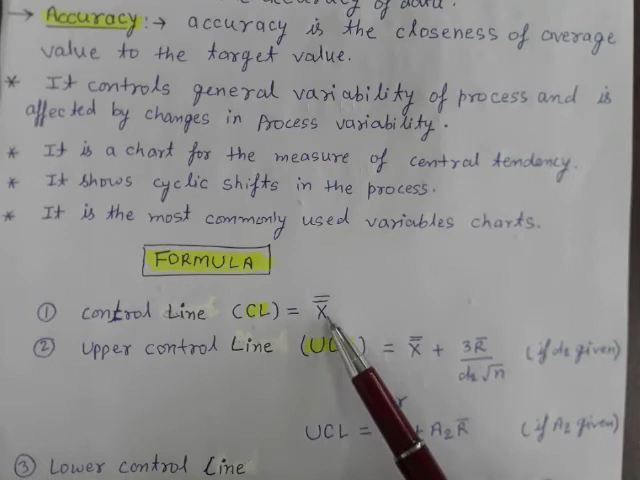 accuracy of data.
→ Accuracy :→ accuracy is the closeness of average
value to the target value.
* It controls general variability of process and is
affected by changes in Process variability.
* It is a chart for the measure of central tendency.
* It shows cyclic shifts in the process.
* It is the most commonly used variables charts.
FORMULA
① control Line (CL) = X̿
② Upper control Line (UC ) = X̿ + 3R̅ / d₂√n (if d₂ given)
UCL = + A₂R̅ (if A₂ given)
③ Lower control Line